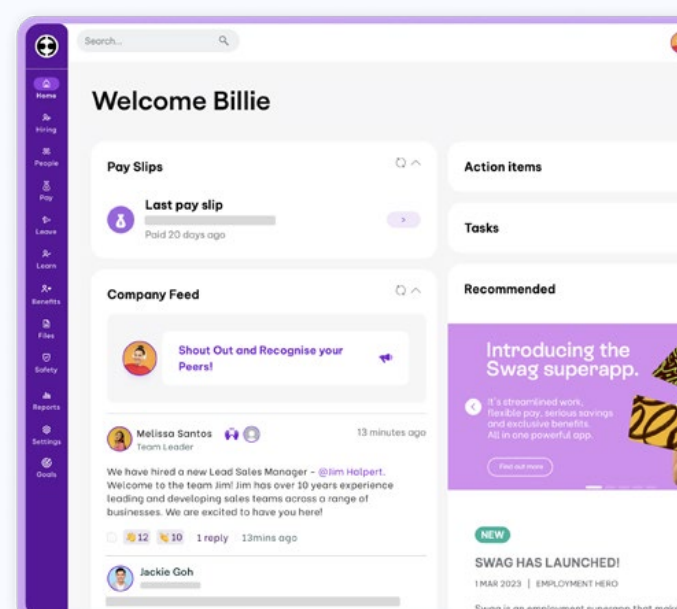 Search...
Home
Hiring
People
Pay
Leave
Learn
Benefits
Files
Safety
Reports
Settings
Goals
Welcome Billie
Pay Slips
Last pay slip
Paid 20 days ago
Company Feed
Shout Out and Recognise your
Peers!
Melissa Santos
Team Leader
13 minutes ago
We have hired a new Lead Sales Manager - @Jim Halpert.
Welcome to the team Jim! Jim has over 10 years experience
leading and developing sales teams across a range of
businesses. We are excited to have you here!
12 10 1 reply 13mins ago
Jackie Goh
Action items
Tasks
Recommended
Introducing the
Swag superapp.
It's streamlined work,
flexible pay, serious savings
and exclusive benefits.
All in one powerful app.
Find out more
NEW
SWAG HAS LAUNCHED!
1 MAR 2023 | EMPLOYMENT HERO
Swag is an employment superapp that